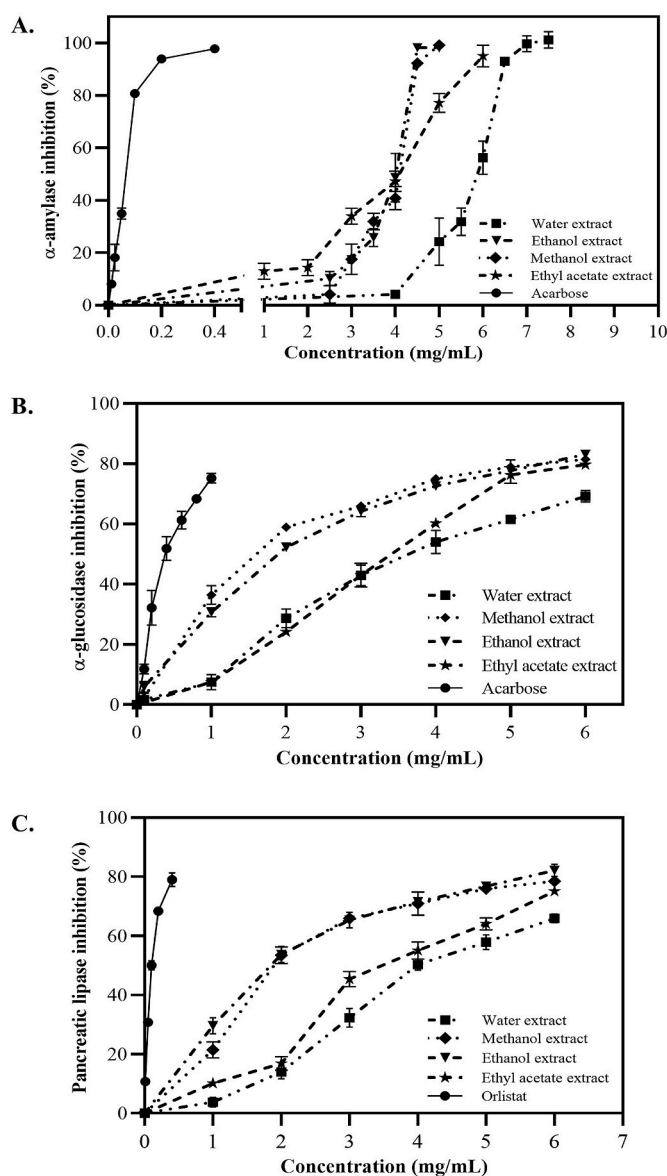 A.
α-amylase inhibition (%)
100
80
60
40
20
0
0.0 0.2 0.4 1 2 3 4 5 6 7 8 9 10
Concentration (mg/mL)
Water extract
Ethanol extract
Methanol extract
Ethyl acetate extract
Acarbose
B.
α-glucosidase inhibition (%)
100
80
60
40
20
0
0 1 2 3 4 5 6
Concentration (mg/mL)
Water extract
Methanol extract
Ethanol extract
Ethyl acetate extract
Acarbose
C.
Pancreatic lipase inhibition (%)
100
80
60
40
20
0
0 1 2 3 4 5 6 7
Concentration (mg/mL)
Water extract
Methanol extract
Ethanol extract
Ethyl acetate extract
Orlistat